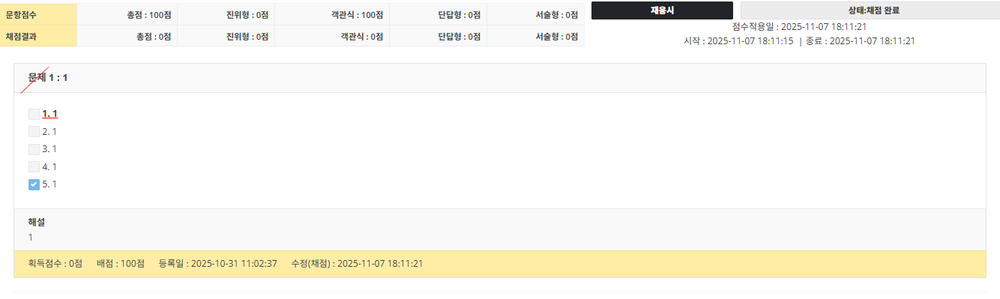 문항점수 총점 : 100점 진위형 : 0점 객관식 : 100점 단답형 : 0점 서술형 : 0점
채점결과 총점 : 0점 진위형 : 0점 객관식 : 0점 단답형 : 0점 서술형 : 0점
재응시 상태:채점 완료
점수적용일 : 2025-11-07 18:11:21
시작 : 2025-11-07 18:11:15 | 종료 : 2025-11-07 18:11:21
문제 1 : 1
1. 1
2. 1
3. 1
4. 1
5. 1
해설
1
획득점수 : 0점 배점 : 100점 등록일 : 2025-10-31 11:02:37 수정(채점) : 2025-11-07 18:11:21